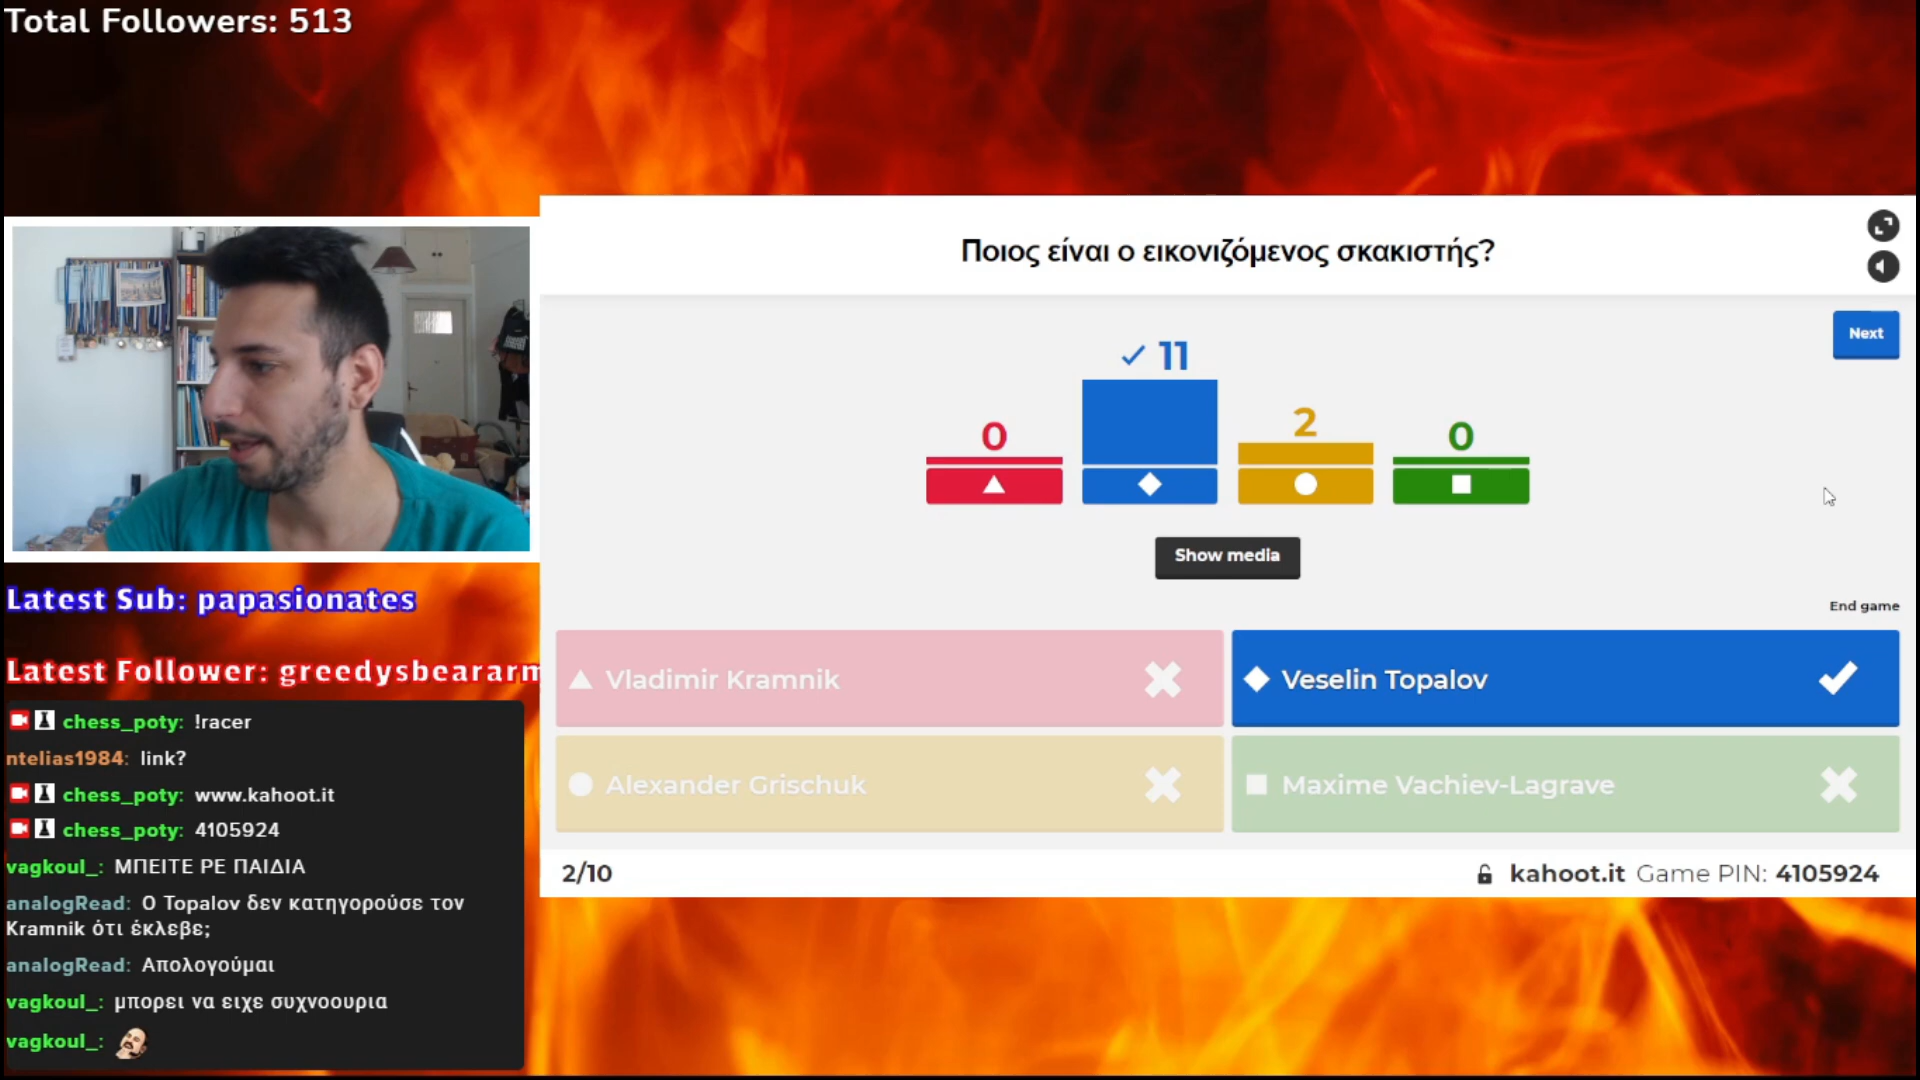 Total Followers: 513
Ποιος είναι ο εικονιζόμενος σκακιστής?
Next
0
11
2
0
Show media
End game
Vladimir Kramnik
Veselin Topalov
Alexander Grischuk
Maxime Vachiev-Lagrave
2/10
kahoot.it Game PIN: 4105924
Latest Sub: papasionates
Latest Follower: greedysbeararm
chess_poty: !racer
ntelias1984: link?
chess_poty: www.kahoot.it
chess_poty: 4105924
vagkoul_: ΜΠΕΙΤΕ ΡΕ ΠΑΙΔΙΑ
analogRead: Ο Topalov δεν κατηγορούσε τον
Kramnik ότι έκλεβε;
analogRead: Απολογούμαι
vagkoul_: μπορει να ειχε συχνοουρια
vagkoul_: